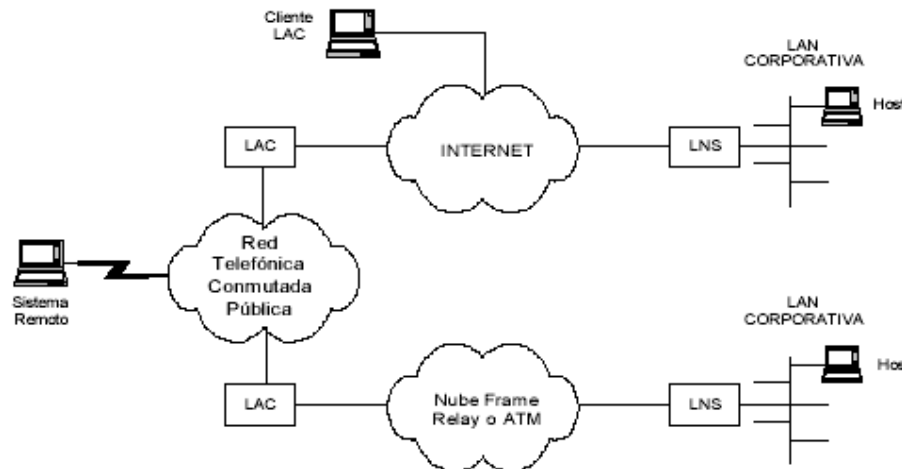 Cliente
LAC
LAN
CORPORATIVA
Host
LAC
INTERNET
LNS
Red
Telefónica
Conmutada
Pública
Sistema
Remoto
LAN
CORPORATIVA
Host
LAC
Nube Frame
Relay o ATM
LNS